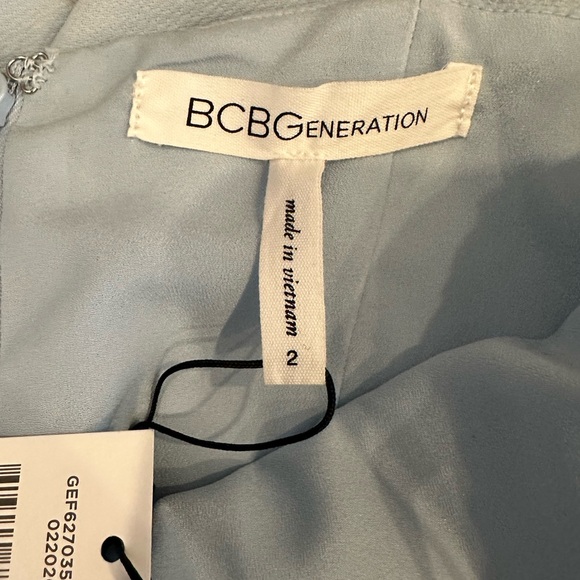 BCBGENERATION
made in vietnam
2
GEF627035
02202